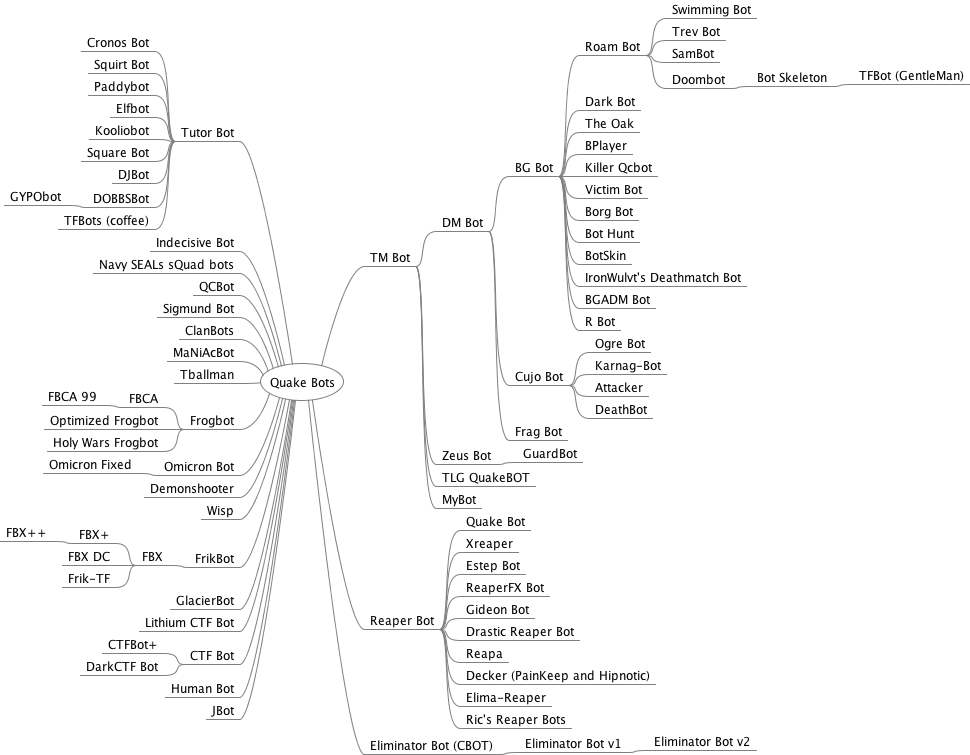 Quake Bots
Tutor Bot
Cronos Bot
Squirt Bot
Paddybot
Elfbot
Kooliobot
Square Bot
DJBot
DOBBSBot
GYPObot
TFBots (coffee)
Indecisive Bot
Navy SEALs sQuad bots
QCBot
Sigmund Bot
ClanBots
MaNiAcBot
Tballman
Frogbot
FBCA
FBCA 99
Optimized Frogbot
Holy Wars Frogbot
Omicron Bot
Omicron Fixed
Demonshooter
Wisp
FrikBot
FBX
FBX+
FBX++
FBX DC
Frik-TF
GlacierBot
Lithium CTF Bot
CTF Bot
CTFBot+
DarkCTF Bot
Human Bot
JBot
TM Bot
DM Bot
BG Bot
Roam Bot
Swimming Bot
Trev Bot
SamBot
Doombot
Bot Skeleton
TFBot (GentleMan)
Dark Bot
The Oak
BPlayer
Killer Qcbot
Victim Bot
Borg Bot
Bot Hunt
BotSkin
IronWulvt's Deathmatch Bot
BGADM Bot
R Bot
Cujo Bot
Ogre Bot
Karnag-Bot
Attacker
DeathBot
Frag Bot
Zeus Bot
GuardBot
TLG QuakeBOT
MyBot
Reaper Bot
Quake Bot
Xreaper
Estep Bot
ReaperFX Bot
Gideon Bot
Drastic Reaper Bot
Reapa
Decker (PainKeep and Hipnotic)
Elima-Reaper
Ric's Reaper Bots
Eliminator Bot (CBOT)
Eliminator Bot v1
Eliminator Bot v2